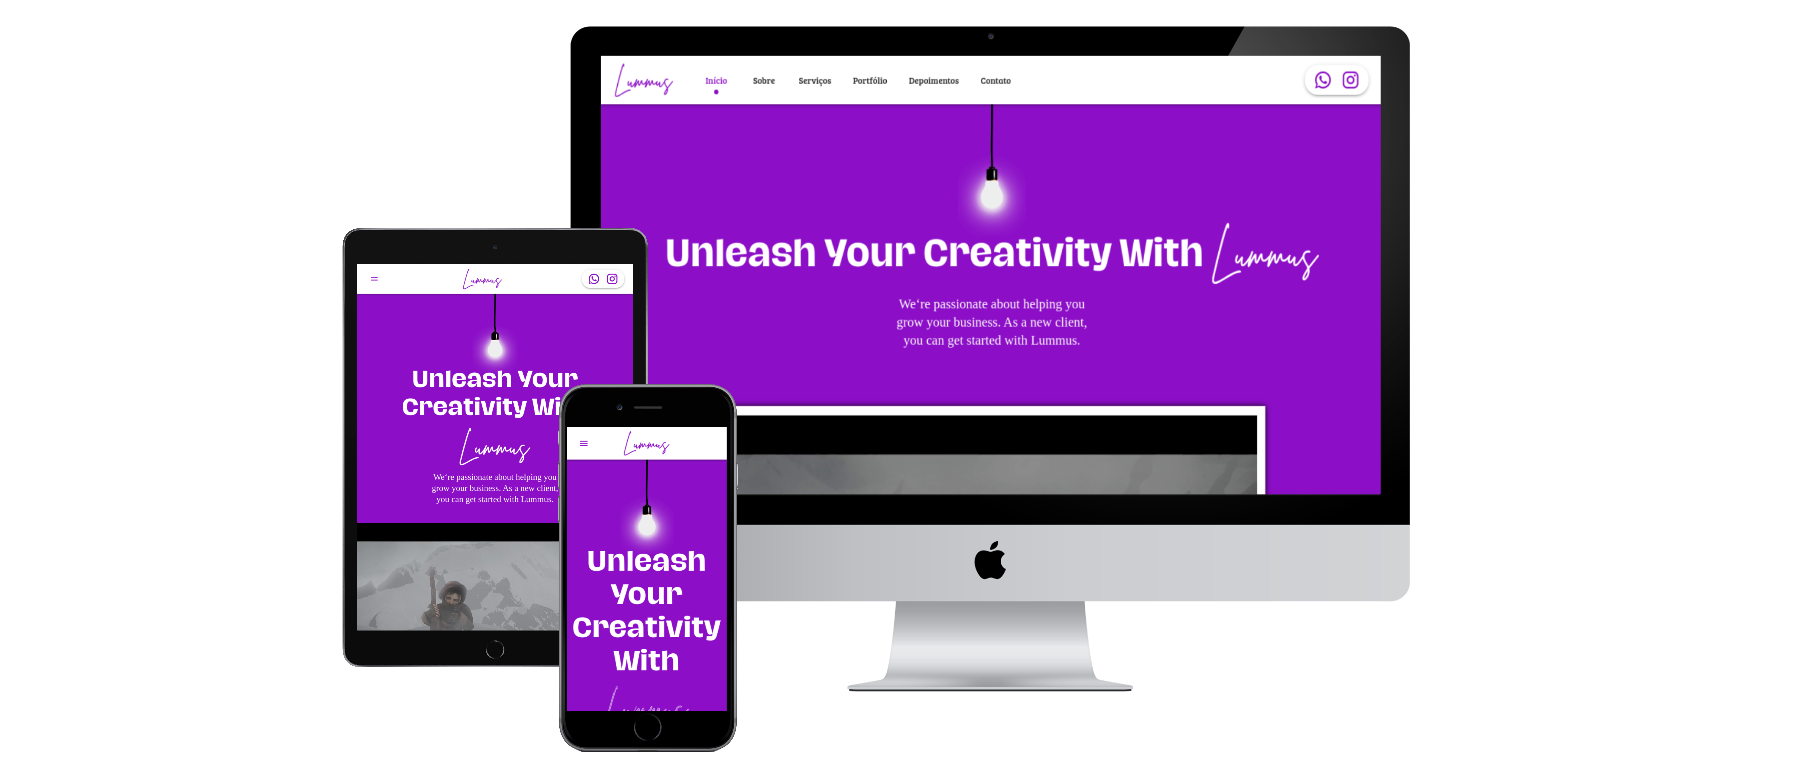 Lummus
Início Sobre Serviços Portfólio Depoimentos Contato
Unleash Your Creativity With Lummus
We‘re passionate about helping you
grow your business. As a new client,
you can get started with Lummus.
Lummus
Unleash Your
Creativity Wi
Lummus
We‘re passionate about helping you
grow your business. As a new client,
you can get started with Lummus.
Lummus
Unleash
Your
Creativity
With
Lummus